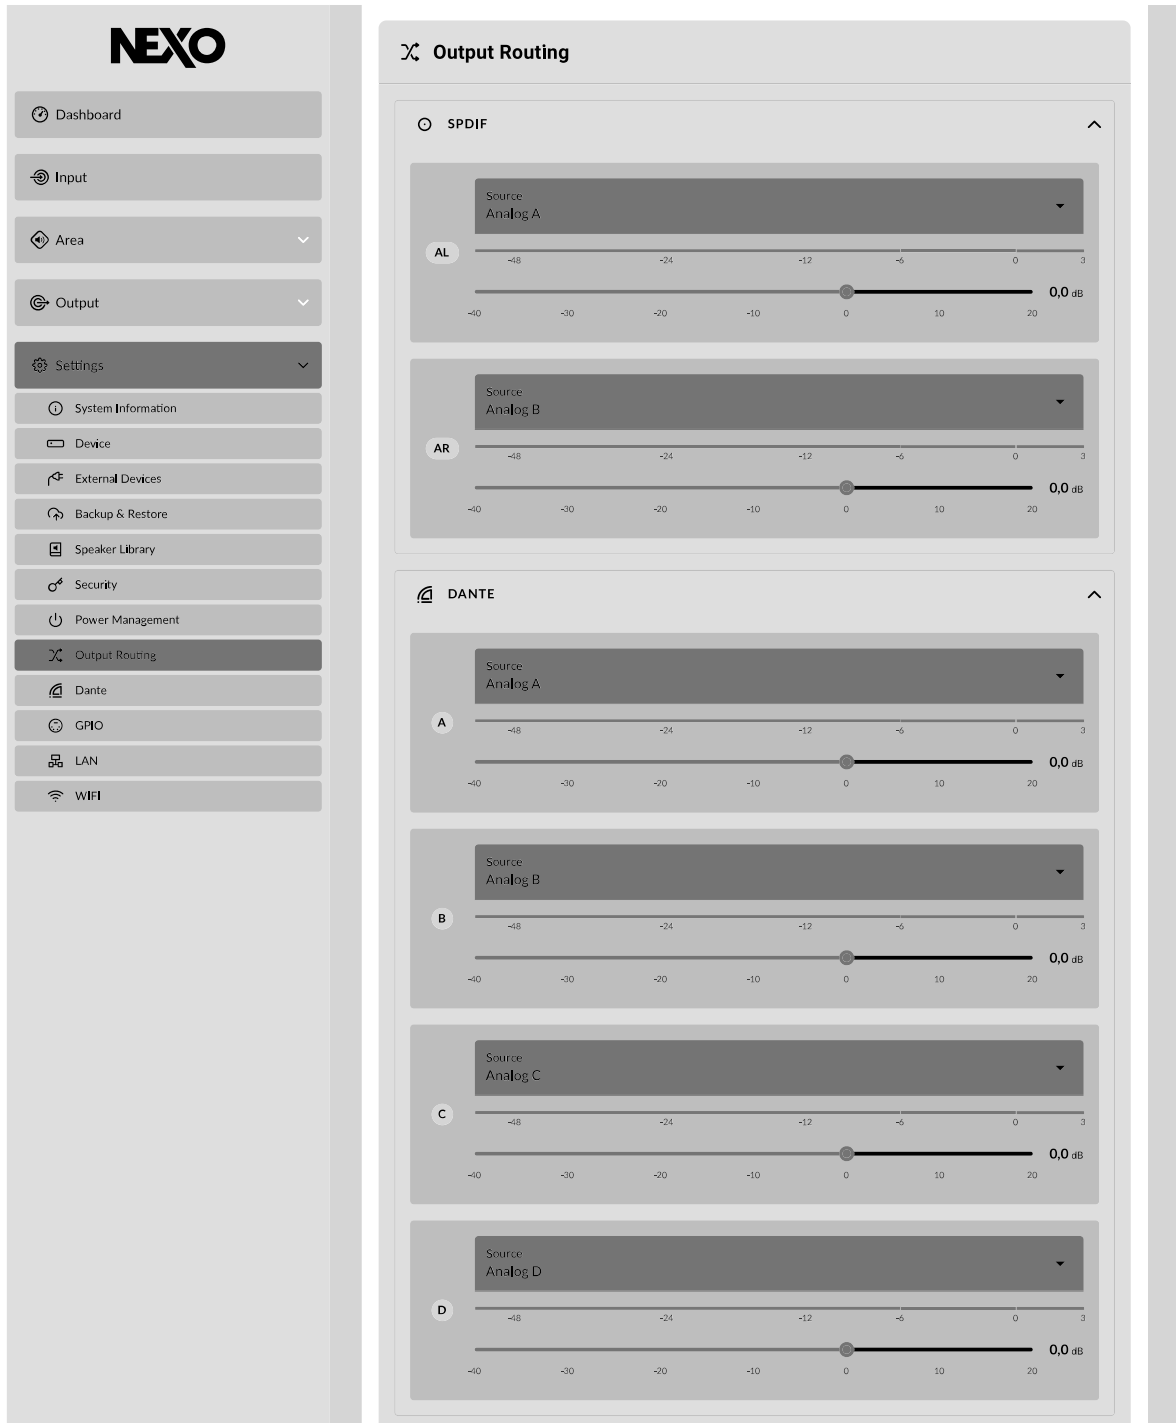 NEXO
Dashboard
Input
Area
Output
Settings
System Information
Device
External Devices
Backup & Restore
Speaker Library
Security
Power Management
Output Routing
Dante
GPIO
LAN
WIFI
Output Routing
SPDIF
Source
Analog A
AL
-48 -24 -12 -6 0 3
0,0 dB
-40 -30 -20 -10 0 10 20
Source
Analog B
AR
-48 -24 -12 -6 0 3
0,0 dB
-40 -30 -20 -10 0 10 20
DANTE
Source
Analog A
A
-48 -24 -12 -6 0 3
0,0 dB
-40 -30 -20 -10 0 10 20
Source
Analog B
B
-48 -24 -12 -6 0 3
0,0 dB
-40 -30 -20 -10 0 10 20
Source
Analog C
C
-48 -24 -12 -6 0 3
0,0 dB
-40 -30 -20 -10 0 10 20
Source
Analog D
D
-48 -24 -12 -6 0 3
0,0 dB
-40 -30 -20 -10 0 10 20